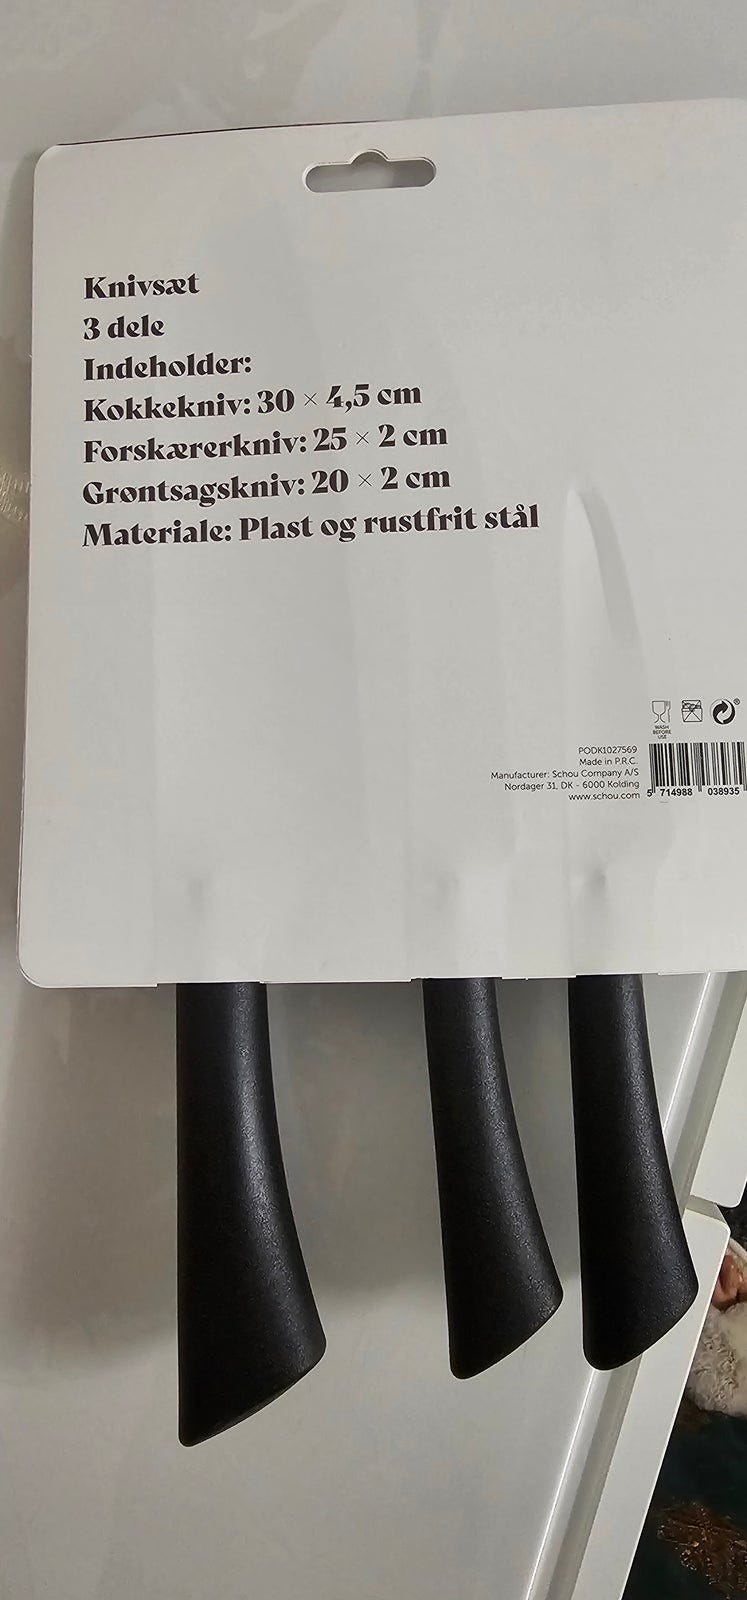 Knivsæt
3 dele
Indeholder:
Kokkekniv: 30 × 4,5 cm
Forskærerkniv: 25 × 2 cm
Grøntsagskniv: 20 × 2 cm
Materiale: Plast og rustfrit stål
WASH
BEFORE
USE
PODK1027569
Made in P.R.C.
Manufacturer: Schou Company A/S
Nordager 31, DK - 6000 Kolding
www.schou.com
5 714988 038935